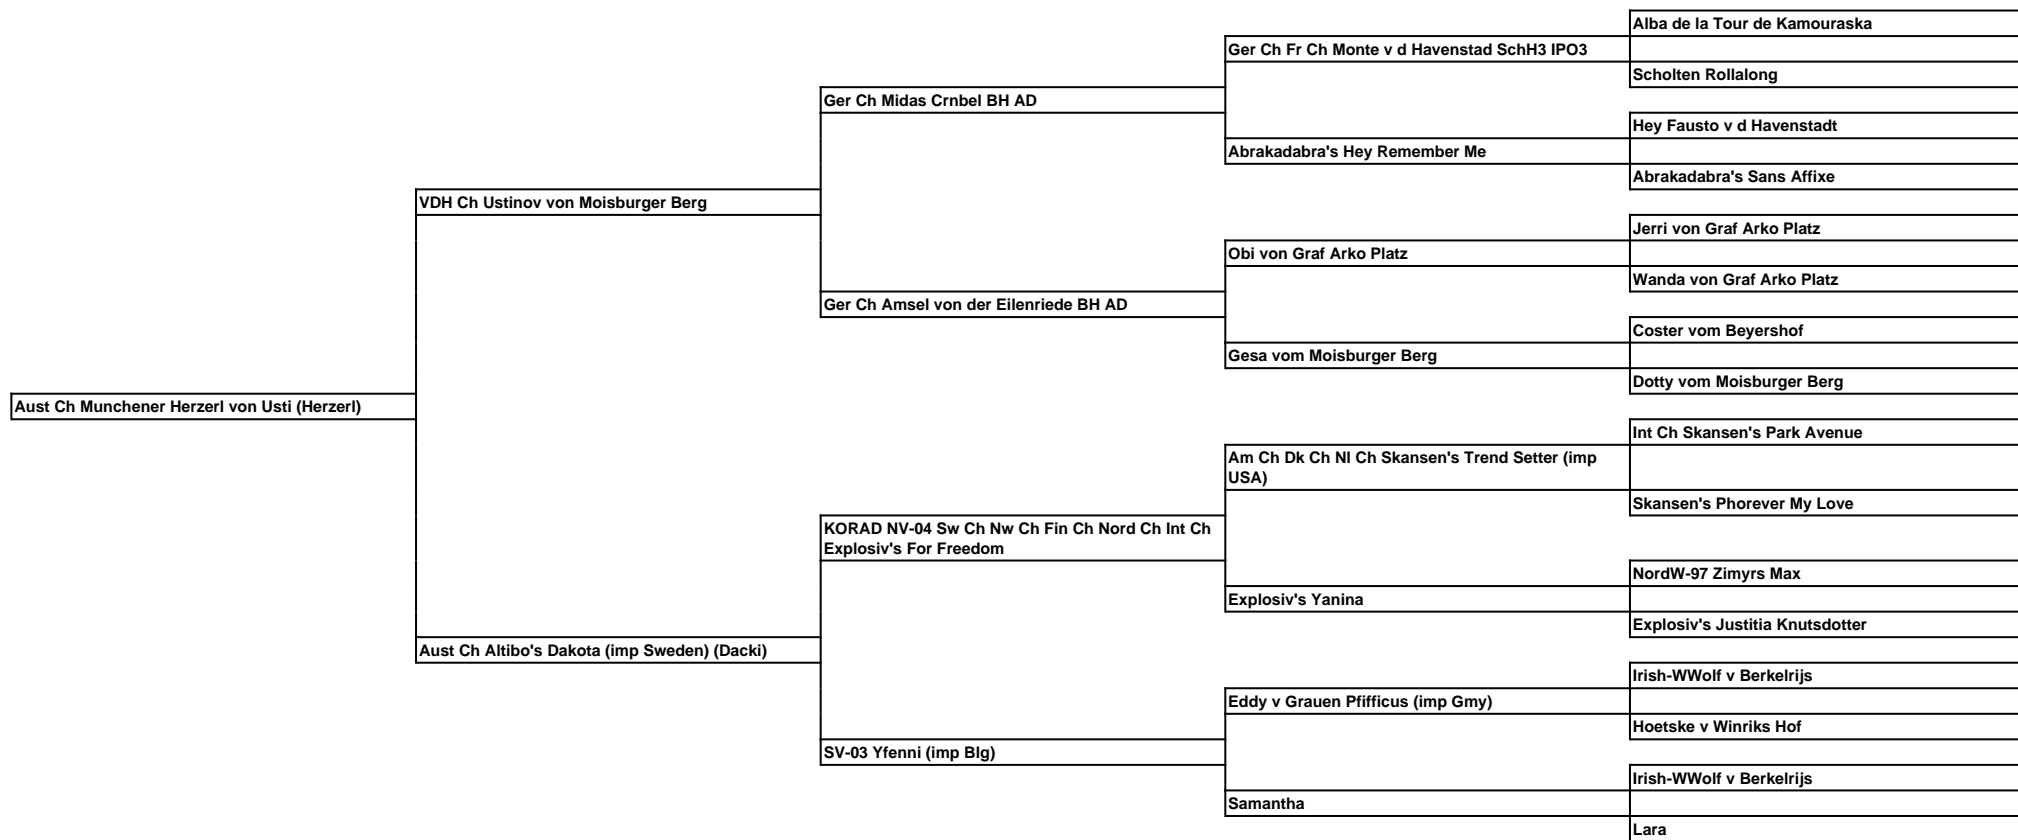 Alba de la Tour de Kamouraska
Ger Ch Fr Ch Monte v d Havenstad SchH3 IPO3
Scholten Rollalong
Ger Ch Midas Crnbel BH AD
Hey Fausto v d Havenstadt
Abrakadabra's Hey Remember Me
Abrakadabra's Sans Affixe
VDH Ch Ustinov von Moisburger Berg
Jerri von Graf Arko Platz
Obi von Graf Arko Platz
Wanda von Graf Arko Platz
Ger Ch Amsel von der Eilenriede BH AD
Coster vom Beyershof
Gesa vom Moisburger Berg
Dotty vom Moisburger Berg
Aust Ch Munchener Herzerl von Usti (Herzerl)
Int Ch Skansen's Park Avenue
Am Ch Dk Ch Nl Ch Skansen's Trend Setter (imp
USA)
Skansen's Phorever My Love
KORAD NV-04 Sw Ch Nw Ch Fin Ch Nord Ch Int Ch
Explosiv's For Freedom
NordW-97 Zimyrs Max
Explosiv's Yanina
Explosiv's Justitia Knutsdotter
Aust Ch Altibo's Dakota (imp Sweden) (Dacki)
Irish-WWolf v Berkelrijs
Eddy v Grauen Pfifficus (imp Gmy)
Hoetske v Winriks Hof
SV-03 Yfenni (imp Blg)
Irish-WWolf v Berkelrijs
Samantha
Lara